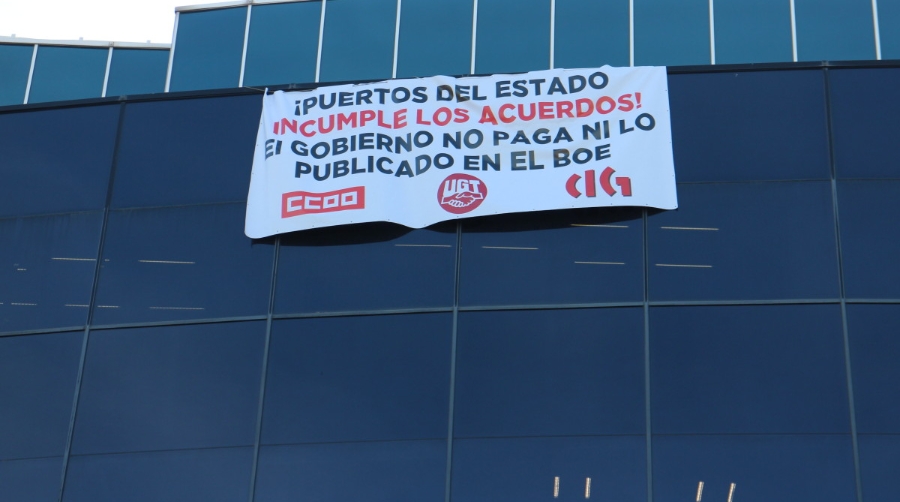 ¡PUERTOS DEL ESTADO
INCUMPLE LOS ACUERDOS!
El GOBIERNO NO PAGA NI LO
PUBLICADO EN EL BOE
CCOO UGT CIG